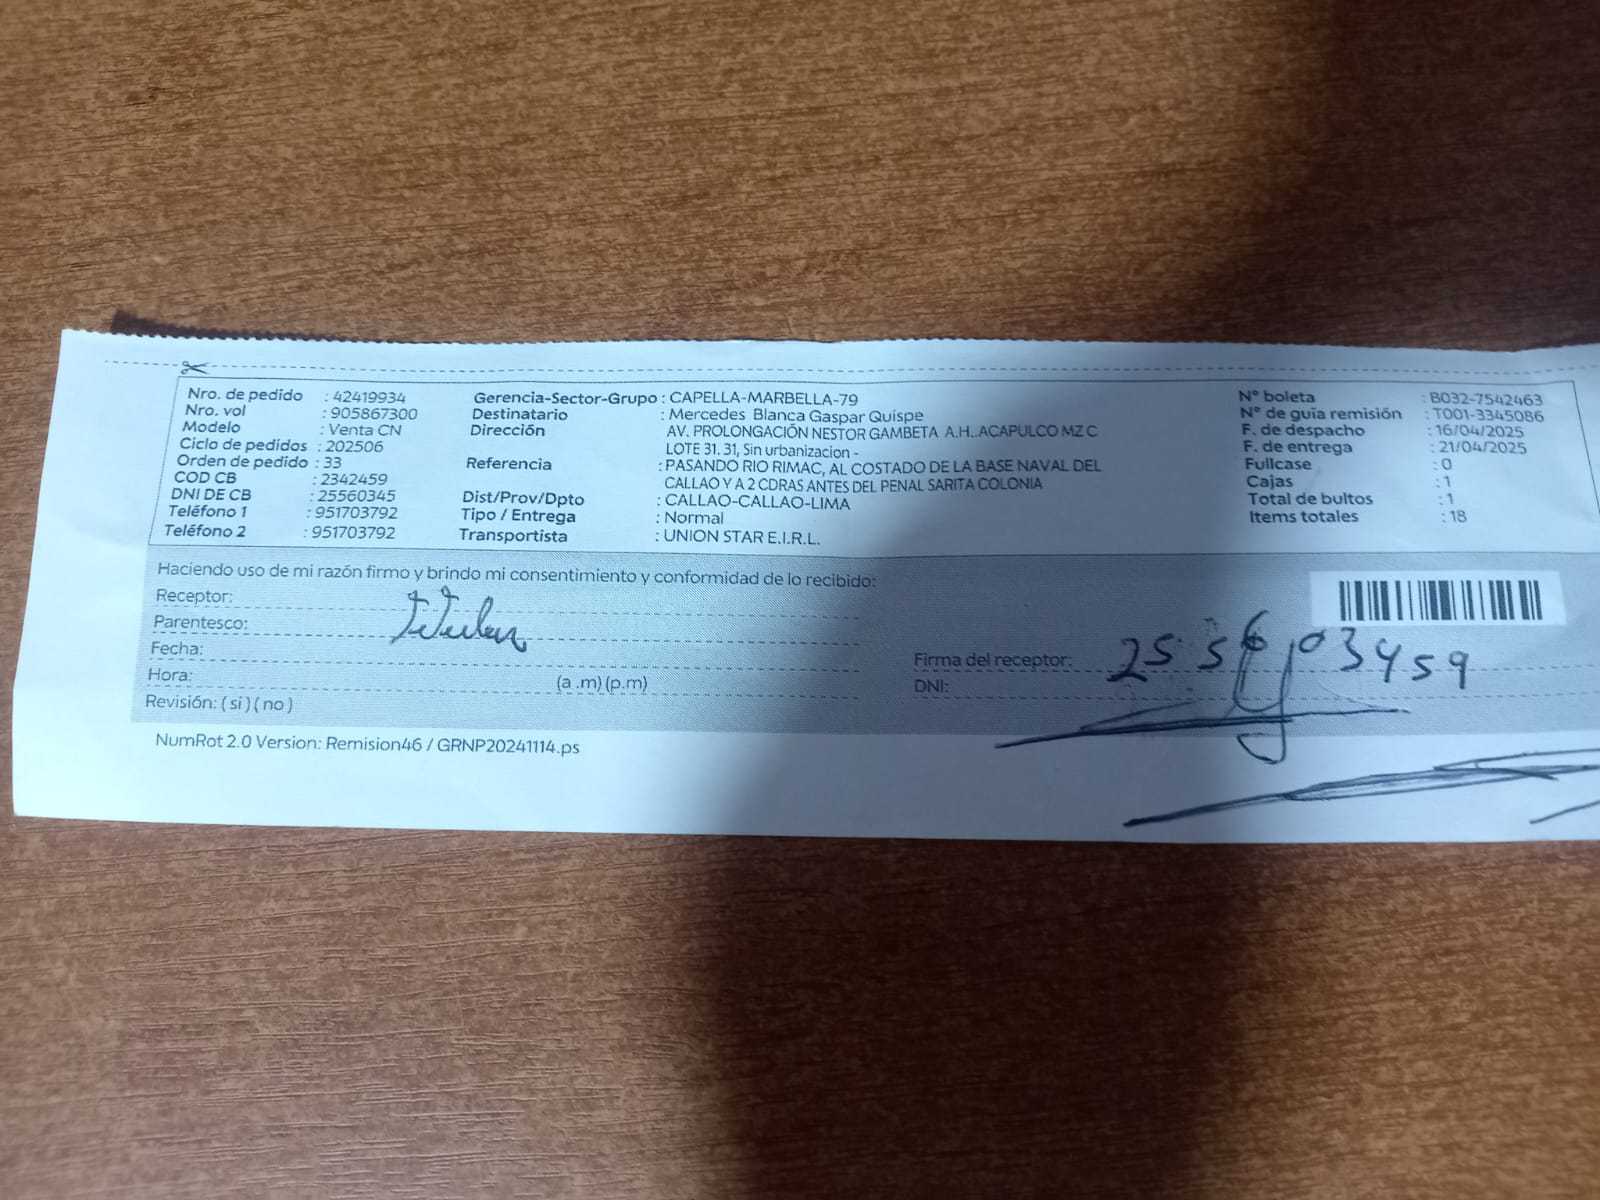 Nro. de pedido : 42419934
Nro. vol : 905867300
Modelo : Venta CN
Ciclo de pedidos : 202506
Orden de pedido : 33
COD CB : 2342459
DNI DE CB : 25560345
Teléfono 1 : 951703792
Teléfono 2 : 951703792
Gerencia-Sector-Grupo : CAPELLA-MARBELLA-79
Destinatario : Mercedes Blanca Gaspar Quispe
Dirección AV. PROLONGACIÓN NESTOR GAMBETA A.H..ACAPULCO MZ C
LOTE 31. 31, Sin urbanizacion -
Referencia : PASANDO RIO RIMAC, AL COSTADO DE LA BASE NAVAL DEL
CALLAO Y A 2 CDRAS ANTES DEL PENAL SARITA COLONIA
Dist/Prov/Dpto : CALLAO-CALLAO-LIMA
Tipo / Entrega : Normal
Transportista : UNION STAR E.I.R.L.
N° boleta : B032-7542463
N° de guía remisión : T001-3345086
F. de despacho : 16/04/2025
F. de entrega : 21/04/2025
Fullcase : 0
Cajas : 1
Total de bultos : 1
Items totales : 18
Haciendo uso de mi razón firmo y brindo mi consentimiento y conformidad de lo recibido:
Receptor:
Parentesco:
Fecha:
Hora: (a .m) (p.m)
Revisión: ( si ) ( no )
Firma del receptor:
DNI:
NumRot 2.0 Version: Remision46 / GRNP20241114.ps